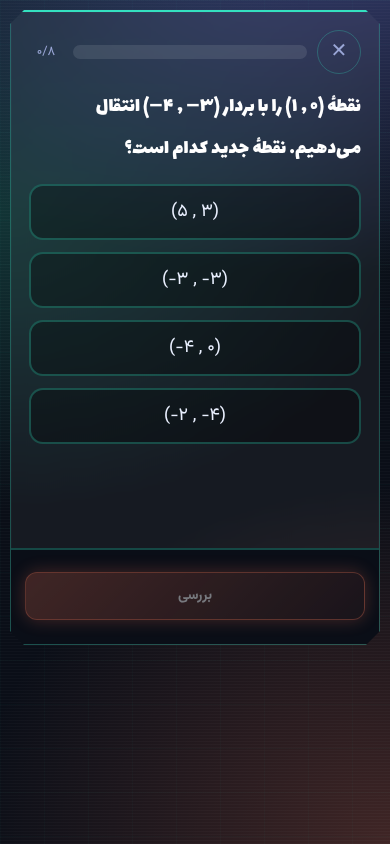 ۰/۸
نقطهٔ (۱ , ۰) را با بردار (−۴ , −۳) انتقال
می‌دهیم. نقطهٔ جدید کدام است؟
(۵ , ۳)
(-۳ , -۳)
(-۴ , ۰)
(-۲ , -۴)
بررسی